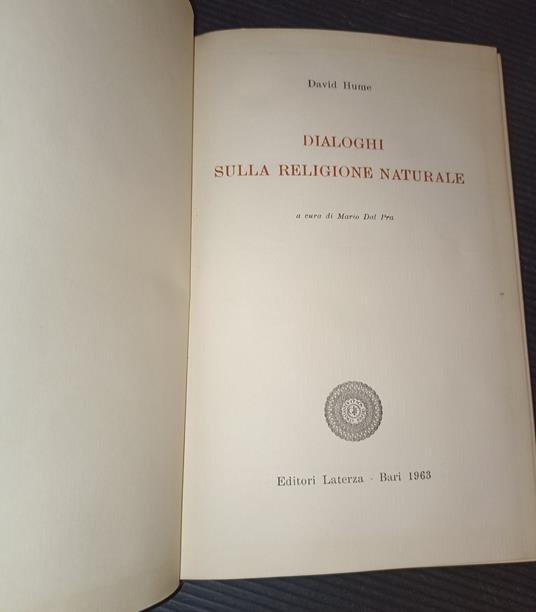 David Hume
DIALOGHI
SULLA RELIGIONE NATURALE
a cura di Mario Dal Pra
Editori Laterza - Bari 1963